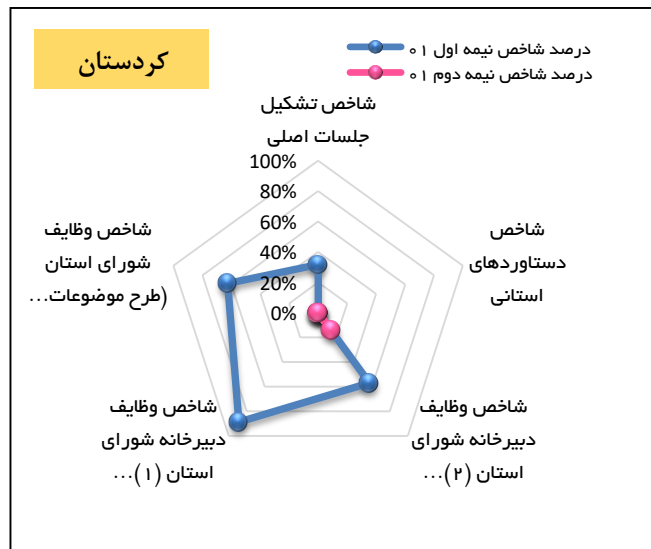 کردستان
درصد شاخص نیمه اول ۰۱
درصد شاخص نیمه دوم ۰۱
شاخص تشکیل
جلسات اصلی
100%
80%
60%
40%
20%
0%
شاخص
دستاوردهای
استانی
شاخص وظایف
دبیرخانه شورای
استان (۲)...
شاخص وظایف
دبیرخانه شورای
استان (۱)...
شاخص وظایف
شورای استان
(طرح موضوعات...